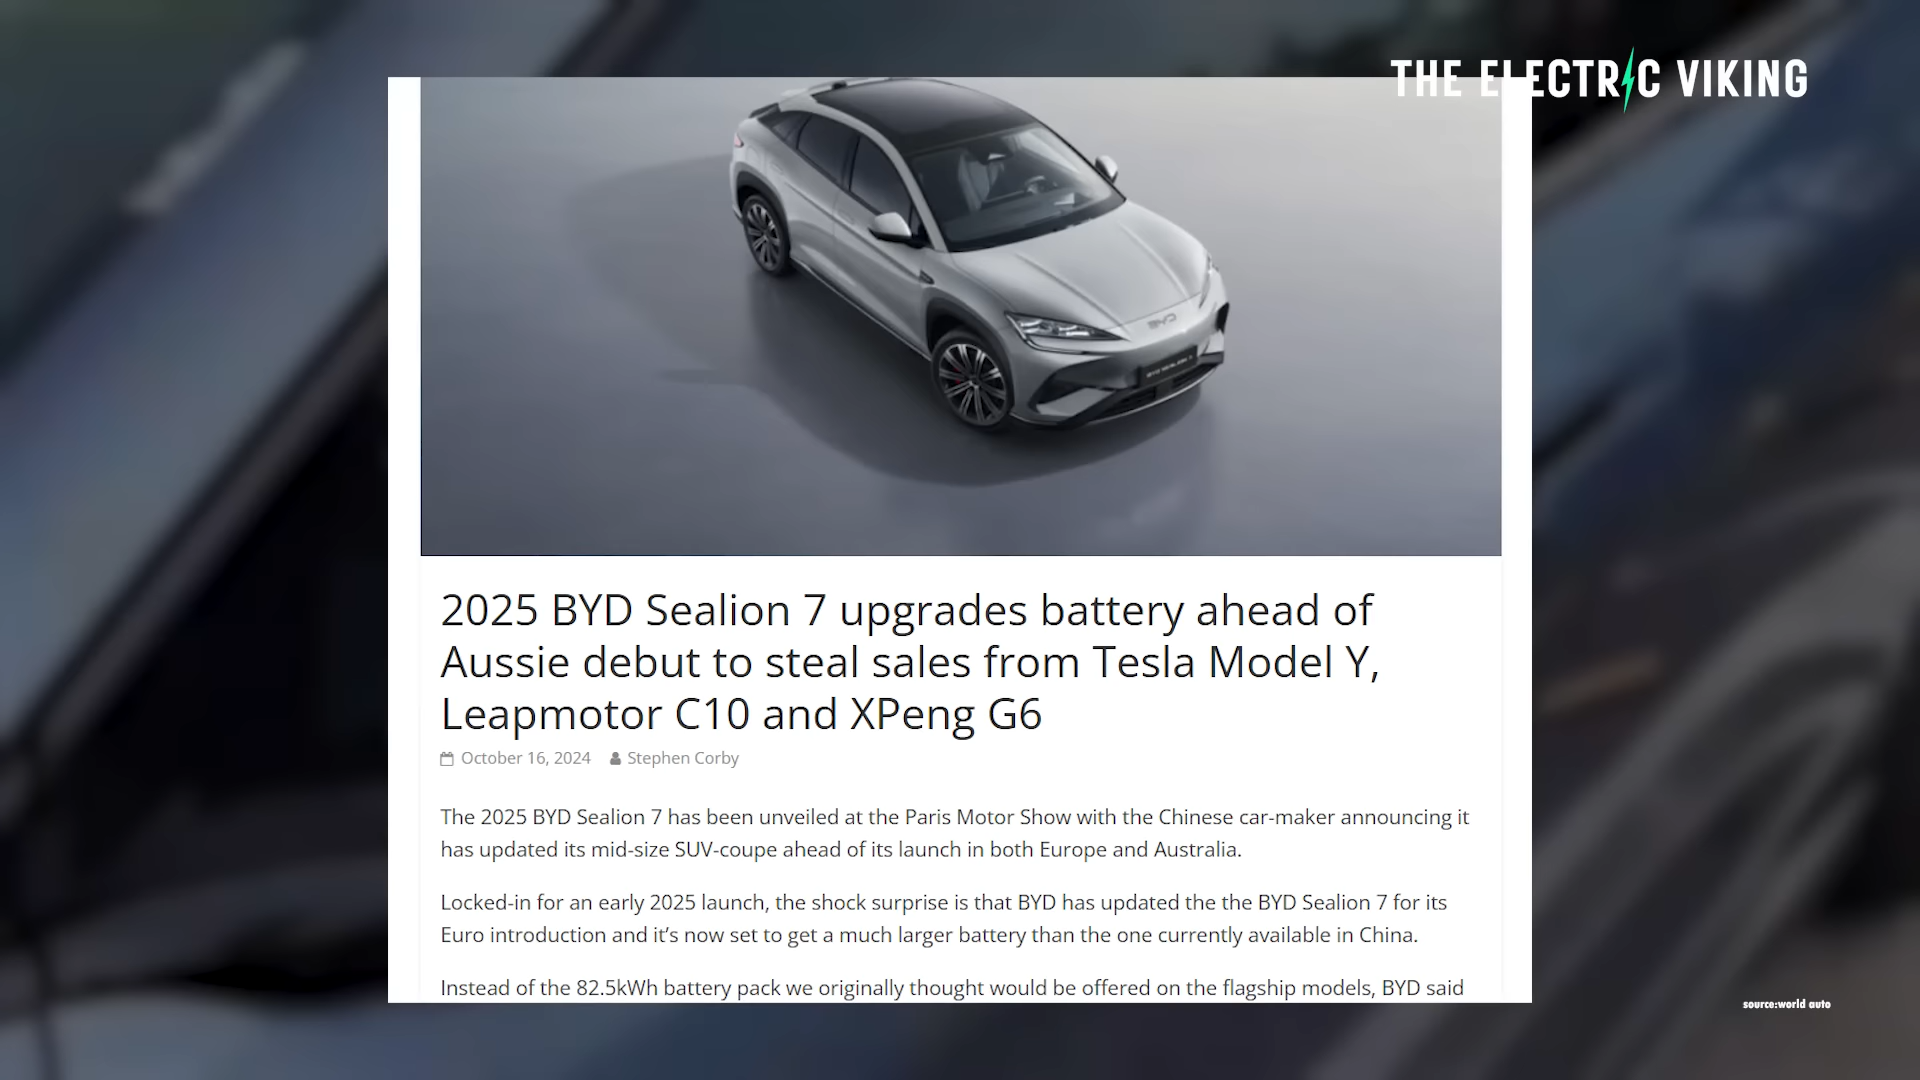 THE ELECTRIC VIKING
BYD
BYD SEALION 7
2025 BYD Sealion 7 upgrades battery ahead of
Aussie debut to steal sales from Tesla Model Y,
Leapmotor C10 and XPeng G6
October 16, 2024 Stephen Corby
The 2025 BYD Sealion 7 has been unveiled at the Paris Motor Show with the Chinese car-maker announcing it
has updated its mid-size SUV-coupe ahead of its launch in both Europe and Australia.
Locked-in for an early 2025 launch, the shock surprise is that BYD has updated the the BYD Sealion 7 for its
Euro introduction and it’s now set to get a much larger battery than the one currently available in China.
Instead of the 82.5kWh battery pack we originally thought would be offered on the flagship models, BYD said
source:world auto